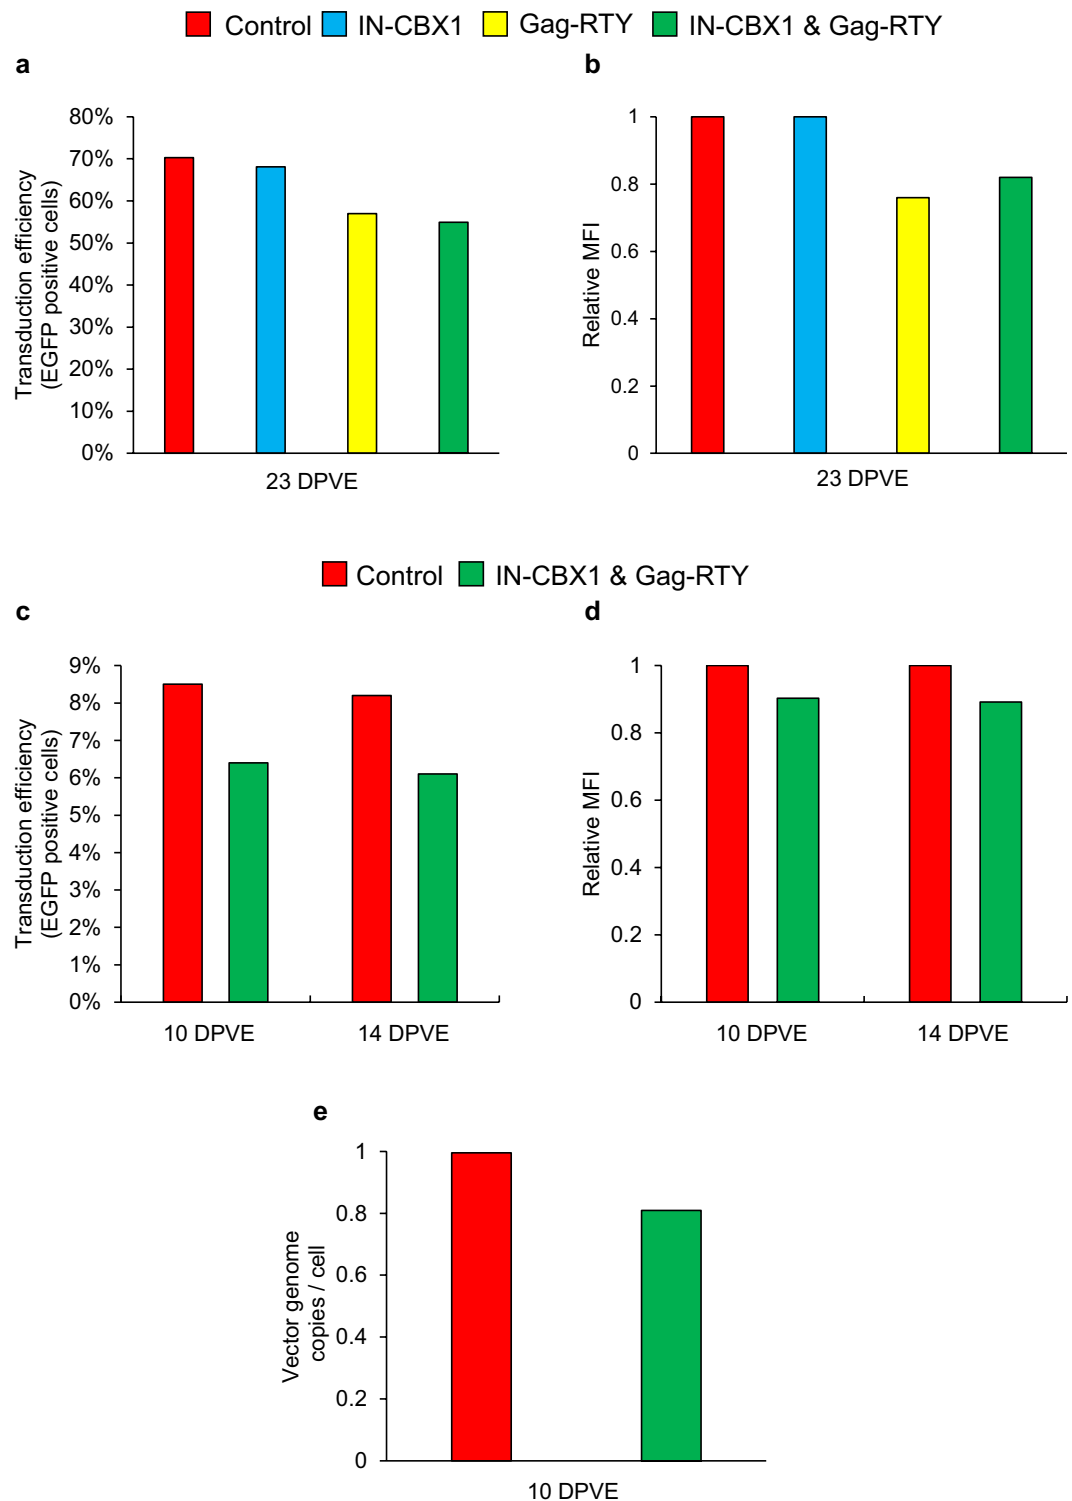 Control IN-CBX1 Gag-RTY IN-CBX1 & Gag-RTY
a
Transduction efficiency
(EGFP positive cells)
80%
70%
60%
50%
40%
30%
20%
10%
0%
23 DPVE
b
Relative MFI
1
0.8
0.6
0.4
0.2
0
23 DPVE
Control IN-CBX1 & Gag-RTY
c
Transduction efficiency
(EGFP positive cells)
9%
8%
7%
6%
5%
4%
3%
2%
1%
0%
10 DPVE 14 DPVE
d
Relative MFI
1
0.8
0.6
0.4
0.2
0
10 DPVE 14 DPVE
e
Vector genome
copies / cell
1
0.8
0.6
0.4
0.2
0
10 DPVE